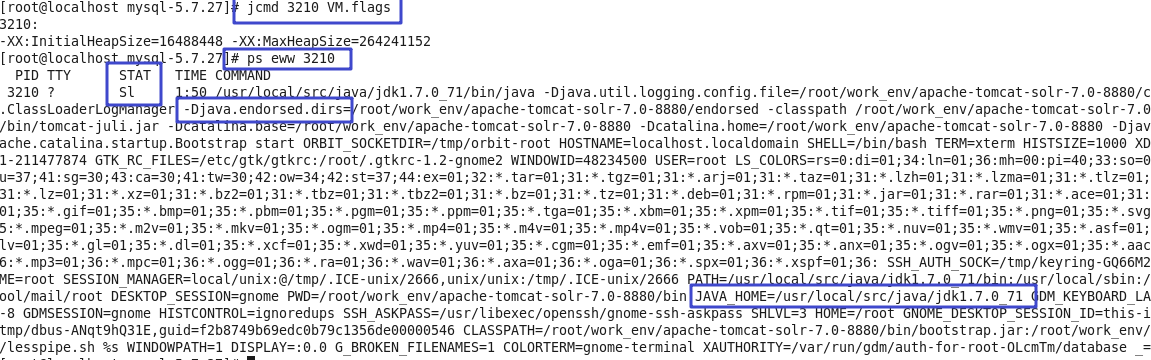 [root@localhost mysql-5.7.27]# jcmd 3210 VM.flags
3210:
-XX:InitialHeapSize=16488448 -XX:MaxHeapSize=264241152
[root@localhost mysql-5.7.27]# ps eww 3210
PID TTY STAT TIME COMMAND
3210 ? Sl 1:50 /usr/local/src/java/jdk1.7.0_71/bin/java -Djava.util.logging.config.file=/root/work_env/apache-tomcat-solr-7.0-8880/c
.ClassLoaderLogManager -Djava.endorsed.dirs=/root/work_env/apache-tomcat-solr-7.0-8880/endorsed -classpath /root/work_env/apache-tomcat-solr-7.0
/bin/tomcat-juli.jar -Dcatalina.base=/root/work_env/apache-tomcat-solr-7.0-8880 -Dcatalina.home=/root/work_env/apache-tomcat-solr-7.0-8880 -Djav
ache.catalina.startup.Bootstrap start ORBIT_SOCKETDIR=/tmp/orbit-root HOSTNAME=localhost.localdomain SHELL=/bin/bash TERM=xterm HISTSIZE=1000 XD
1-211477874 GTK_RC_FILES=/etc/gtk/gtkrc:/root/.gtkrc-1.2-gnome2 WINDOWID=48234500 USER=root LS_COLORS=rs=0:di=01;34:ln=01;36:mh=00:pi=40;33:so=0
u=37;41:sg=30;43:ca=30;41:tw=30;42:ow=34;42:st=37;44:ex=01;32:*.tar=01;31:*.tgz=01;31:*.arj=01;31:*.taz=01;31:*.lzh=01;31:*.lzma=01;31:*.tlz=01;
31:*.lz=01;31:*.xz=01;31:*.bz2=01;31:*.tbz=01;31:*.tbz2=01;31:*.bz=01;31:*.tz=01;31:*.deb=01;31:*.rpm=01;31:*.jar=01;31:*.rar=01;31:*.ace=01;31:
01;35:*.gif=01;35:*.bmp=01;35:*.pbm=01;35:*.pgm=01;35:*.ppm=01;35:*.tga=01;35:*.xbm=01;35:*.xpm=01;35:*.tif=01;35:*.tiff=01;35:*.png=01;35:*.svg
5:*.mpeg=01;35:*.m2v=01;35:*.mkv=01;35:*.ogm=01;35:*.mp4=01;35:*.m4v=01;35:*.mp4v=01;35:*.vob=01;35:*.qt=01;35:*.nuv=01;35:*.wmv=01;35:*.asf=01;
lv=01;35:*.gl=01;35:*.dl=01;35:*.xcf=01;35:*.xwd=01;35:*.yuv=01;35:*.cgm=01;35:*.emf=01;35:*.axv=01;35:*.anx=01;35:*.ogv=01;35:*.ogx=01;35:*.aac
6:*.mp3=01;36:*.mpc=01;36:*.ogg=01;36:*.ra=01;36:*.wav=01;36:*.axa=01;36:*.oga=01;36:*.spx=01;36:*.xspf=01;36: SSH_AUTH_SOCK=/tmp/keyring-GQ66M2
ME=root SESSION_MANAGER=local/unix:@/tmp/.ICE-unix/2666,unix/unix:/tmp/.ICE-unix/2666 PATH=/usr/local/src/java/jdk1.7.0_71/bin:/usr/local/sbin:/
ool/mail/root DESKTOP_SESSION=gnome PWD=/root/work_env/apache-tomcat-solr-7.0-8880/bin JAVA_HOME=/usr/local/src/java/jdk1.7.0_71 GDM_KEYBOARD_LA
-8 GDMSESSION=gnome HISTCONTROL=ignoredups SSH_ASKPASS=/usr/libexec/openssh/gnome-ssh-askpass SHLVL=3 HOME=/root GNOME_DESKTOP_SESSION_ID=this-i
tmp/dbus-ANqt9hQ31E,guid=f2b8749b69edc0b79c1356de00000546 CLASSPATH=/root/work_env/apache-tomcat-solr-7.0-8880/bin/bootstrap.jar:/root/work_env/
/lesspipe.sh %s WINDOWPATH=1 DISPLAY=:0.0 G_BROKEN_FILENAMES=1 COLORTERM=gnome-terminal XAUTHORITY=/var/run/gdm/auth-for-root-OLcmTm/database _=
[root@localhost mysql-5.7.27]#